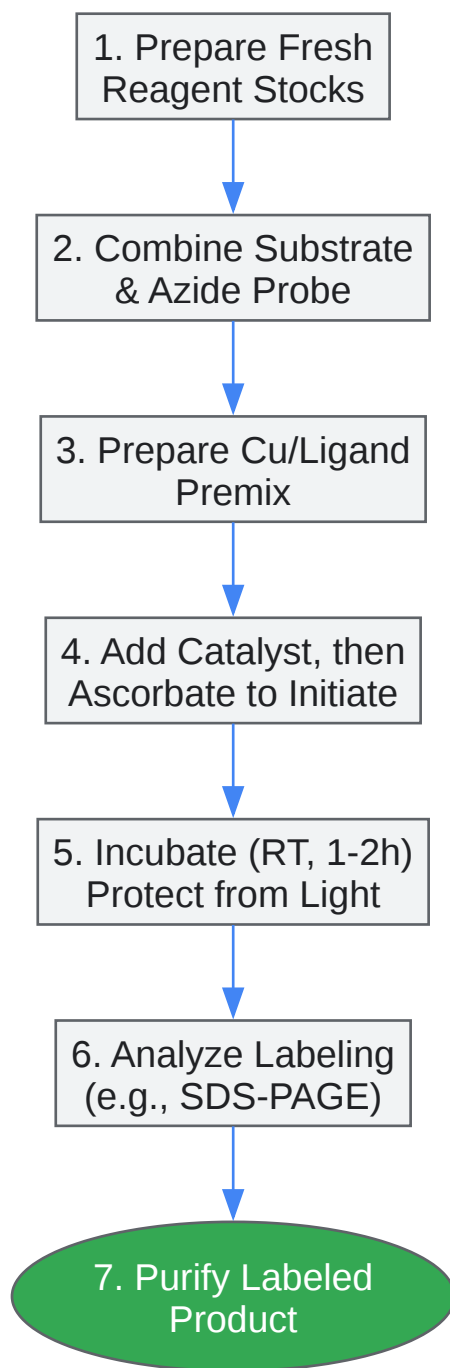 1. Prepare Fresh
Reagent Stocks
2. Combine Substrate
& Azide Probe
3. Prepare Cu/Ligand
Premix
4. Add Catalyst, then
Ascorbate to Initiate
5. Incubate (RT, 1-2h)
Protect from Light
6. Analyze Labeling
(e.g., SDS-PAGE)
7. Purify Labeled
Product